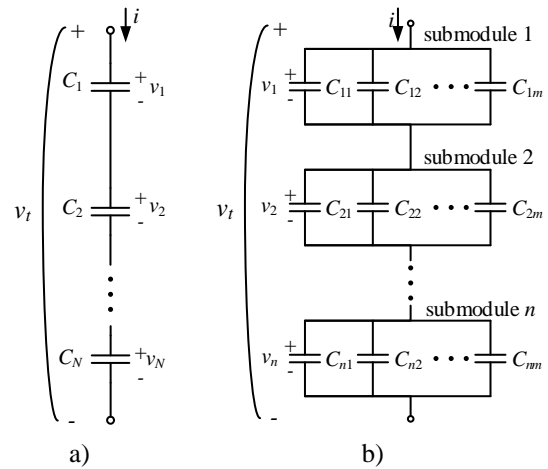 + i
C1 + v1 -
vt
C2 + v2 -
CN + vN -
-
a)
+ i submodule 1
v1 + - C11 C12 ··· C1m
submodule 2
vt
v2 + - C21 C22 ··· C2m
submodule n
vn + - Cn1 Cn2 ··· Cnm
-
b)